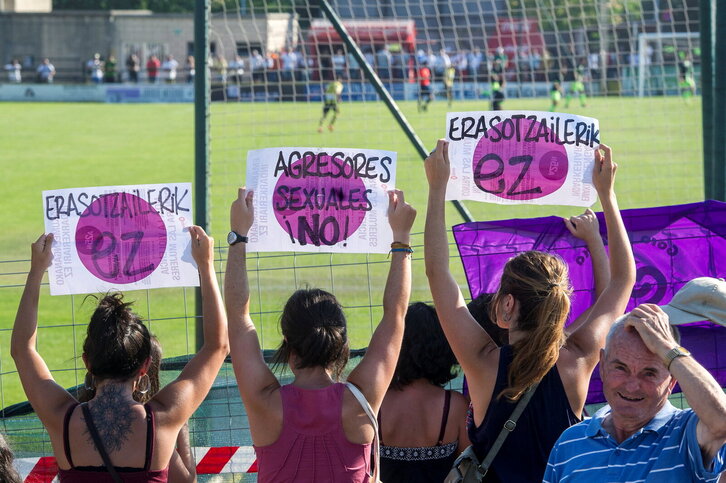 ERASOTZAiLERIK
EZ
AGRESORES
SEXUALES
¡NO!
ERASOTZAiLERIK
EZ